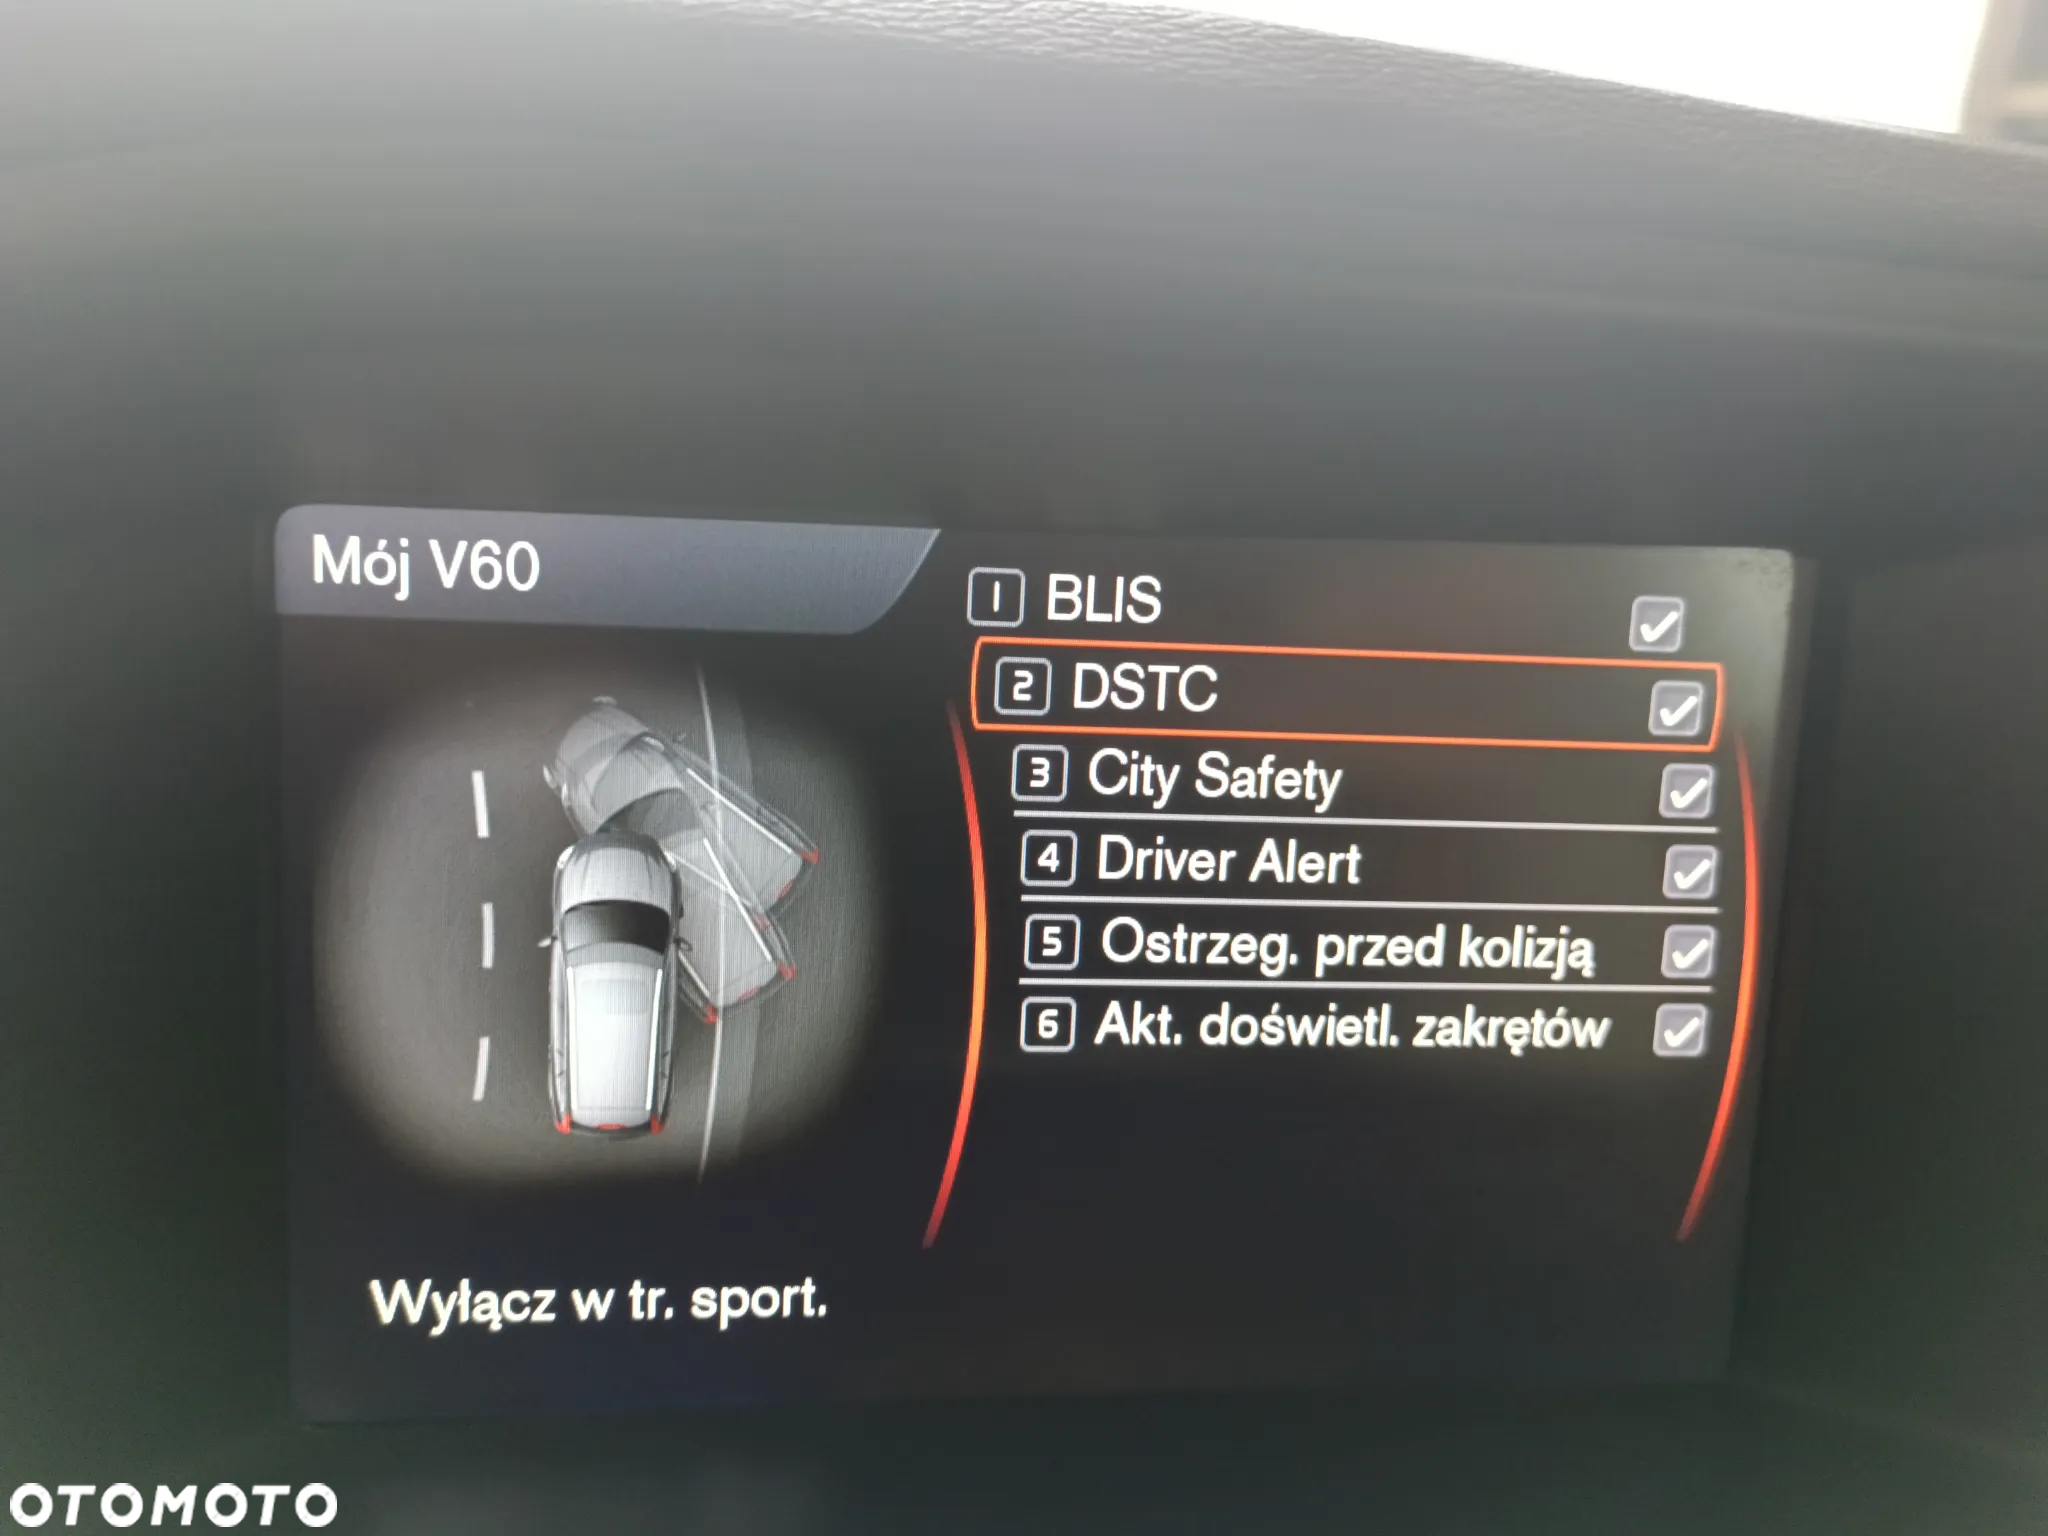 Mój V60
1 BLIS
2 DSTC
3 City Safety
4 Driver Alert
5 Ostrzeg. przed kolizją
6 Akt. doświetl. zakrętów
Wyłącz w tr. sport.
OTOMOTO